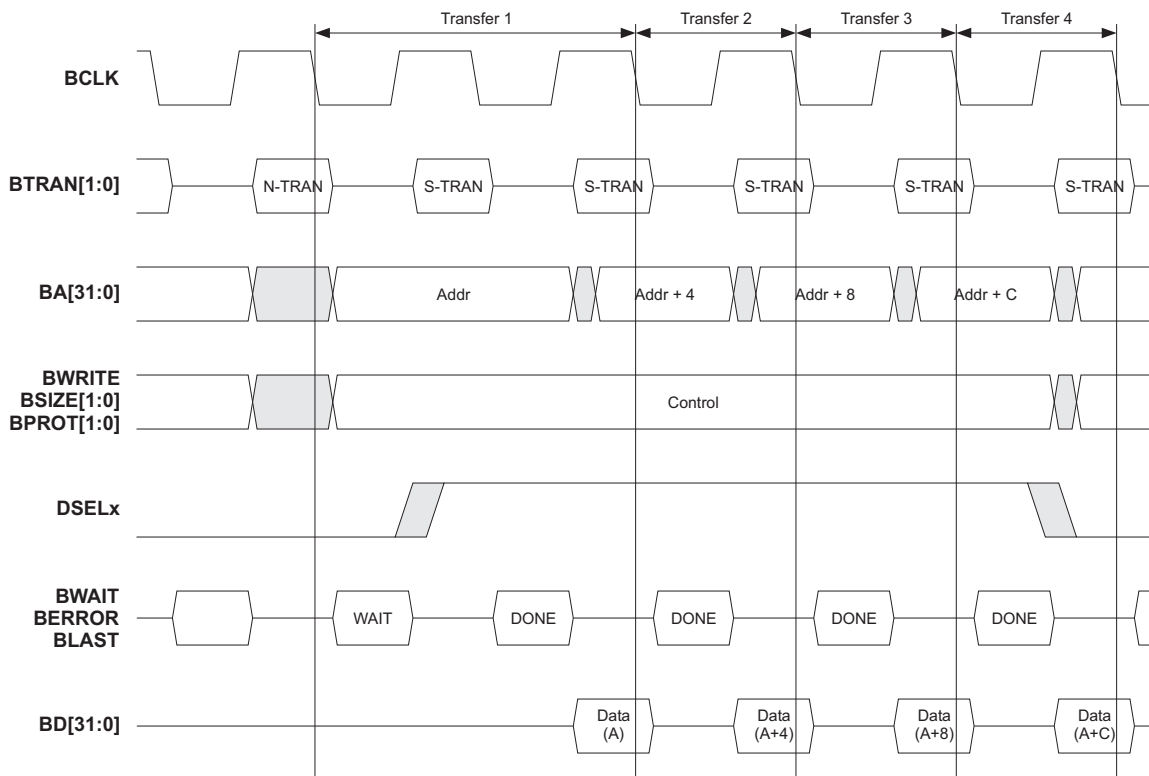 Transfer 1 Transfer 2 Transfer 3 Transfer 4
BCLK
BTRAN[1:0] N-TRAN S-TRAN S-TRAN S-TRAN S-TRAN S-TRAN
BA[31:0] Addr Addr + 4 Addr + 8 Addr + C
BWRITE
BSIZE[1:0] Control
BPROT[1:0]
DSELx
BWAIT
BERROR WAIT DONE DONE DONE DONE
BLAST
BD[31:0] Data Data Data Data
(A) (A+4) (A+8) (A+C)